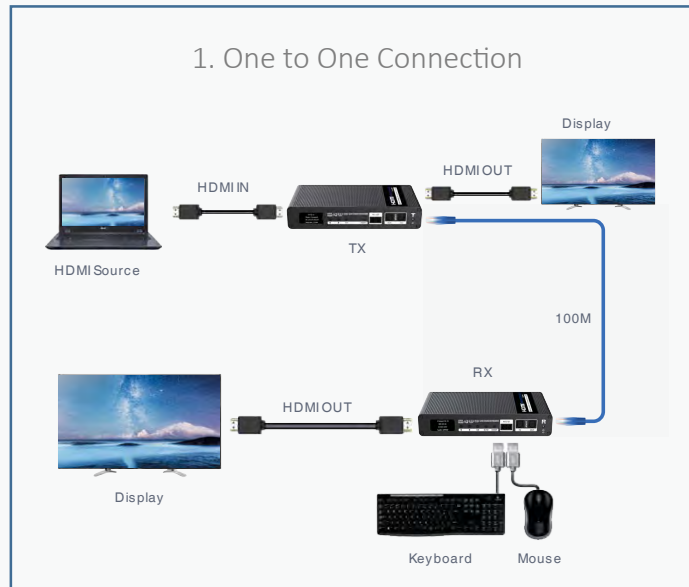 1. One to One Connection
Display
HDMI IN
HDMI OUT
TX
HDMI Source
100M
RX
HDMI OUT
Display
Keyboard
Mouse